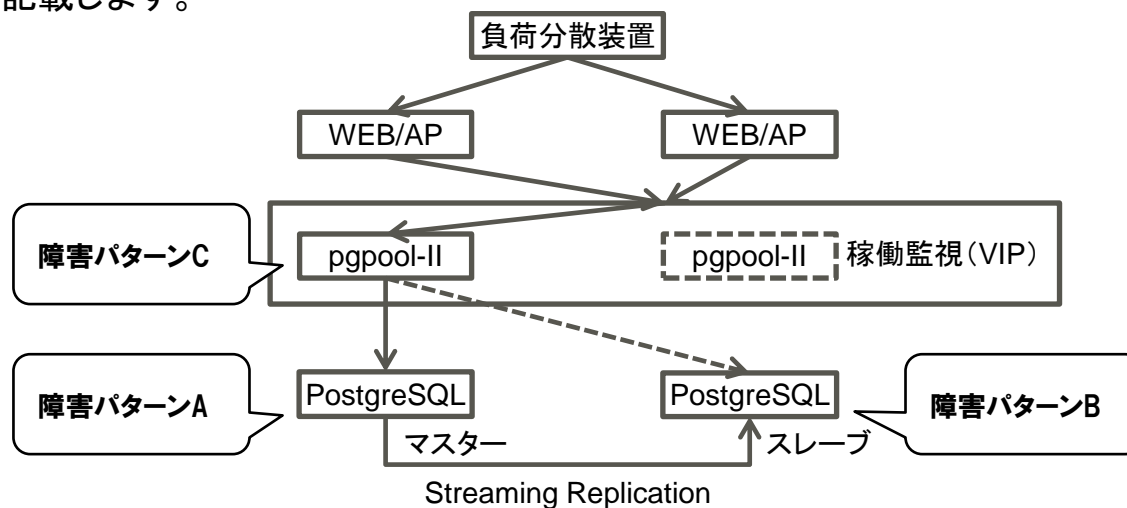 記載します。
負荷分散装置
WEB/AP
WEB/AP
障害パターンC
pgpool-II
pgpool-II
稼働監視(VIP)
障害パターンA
PostgreSQL
PostgreSQL
障害パターンB
マスター
スレーブ
Streaming Replication